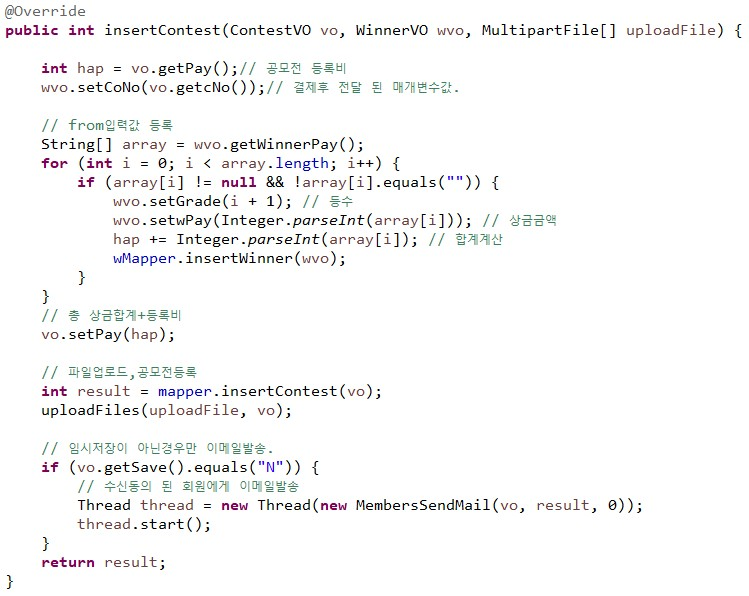 @Override
public int insertContest(ContestVO vo, WinnerVO wvo, MultipartFile[] uploadFile) {
int hap = vo.getPay();// 공모전 등록비
wvo.setCoNo(vo.getcNo());// 결제후 전달 된 매개변수값.
// from입력값 등록
String[] array = wvo.getWinnerPay();
for (int i = 0; i < array.length; i++) {
if (array[i] != null && !array[i].equals("")) {
wvo.setGrade(i + 1); // 등수
wvo.setwPay(Integer.parseInt(array[i])); // 상금금액
hap += Integer.parseInt(array[i]); // 합계계산
wMapper.insertWinner(wvo);
}
}
// 총 상금합계+등록비
vo.setPay(hap);
// 파일업로드,공모전등록
int result = mapper.insertContest(vo);
uploadFiles(uploadFile, vo);
// 임시저장이 아닌경우만 이메일발송.
if (vo.getSave().equals("N")) {
// 수신동의 된 회원에게 이메일발송
Thread thread = new Thread(new MembersSendMail(vo, result, 0));
thread.start();
}
return result;
}